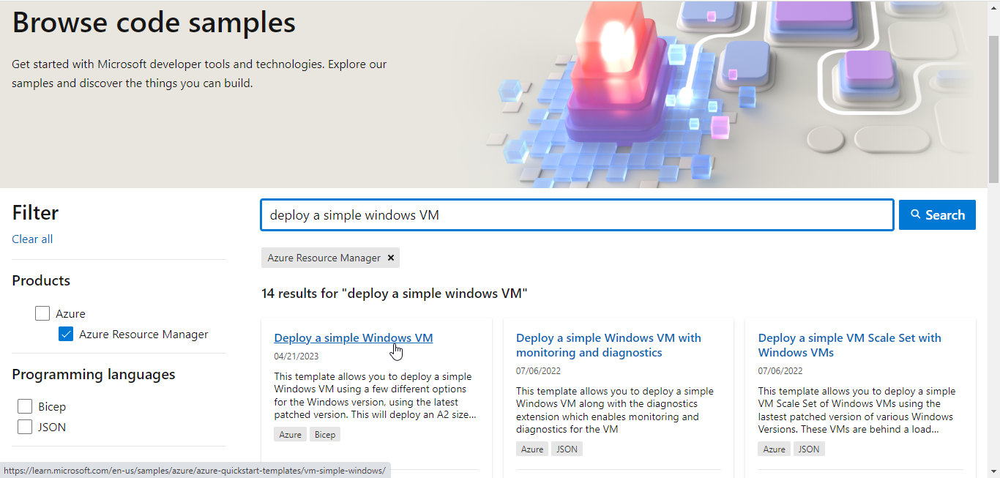 Browse code samples
Get started with Microsoft developer tools and technologies. Explore our
samples and discover the things you can build.
Filter
Clear all
Products
Azure
Azure Resource Manager
Programming languages
Bicep
JSON
deploy a simple windows VM
Search
Azure Resource Manager ×
14 results for "deploy a simple windows VM"
Deploy a simple Windows VM
04/21/2023
This template allows you to deploy a simple
Windows VM using a few different options
for the Windows version, using the latest
patched version. This will deploy an A2 size...
Azure
Bicep
Deploy a simple Windows VM with
monitoring and diagnostics
07/06/2022
This template allows you to deploy a simple
Windows VM along with the diagnostics
extension which enables monitoring and
diagnostics for the VM
Azure
JSON
Deploy a simple VM Scale Set with
Windows VMs
07/06/2022
This template allows you to deploy a simple
VM Scale Set of Windows VMs using the
lastest patched version of various Windows
Versions. These VMs are behind a load...
Azure
JSON
https://learn.microsoft.com/en-us/samples/azure/azure-quickstart-templates/vm-simple-windows/